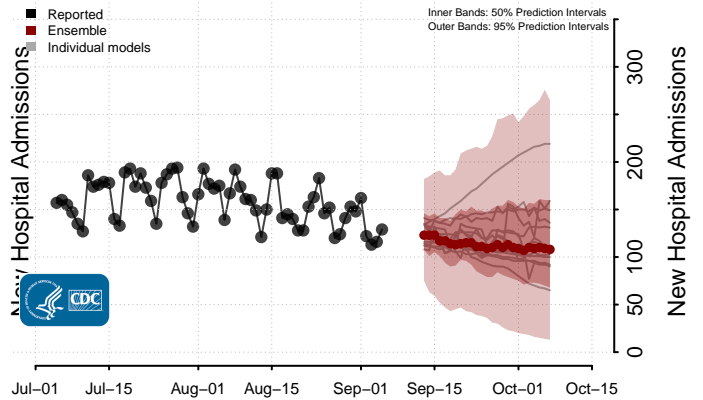 Reported
Ensemble
Individual models
Inner Bands: 50% Prediction Intervals
Outer Bands: 95% Prediction Intervals
New Hospital Admissions
CDC
0
50
100
200
300
New Hospital Admissions
Jul–01
Jul–15
Aug–01
Aug–15
Sep–01
Sep–15
Oct–01
Oct–15